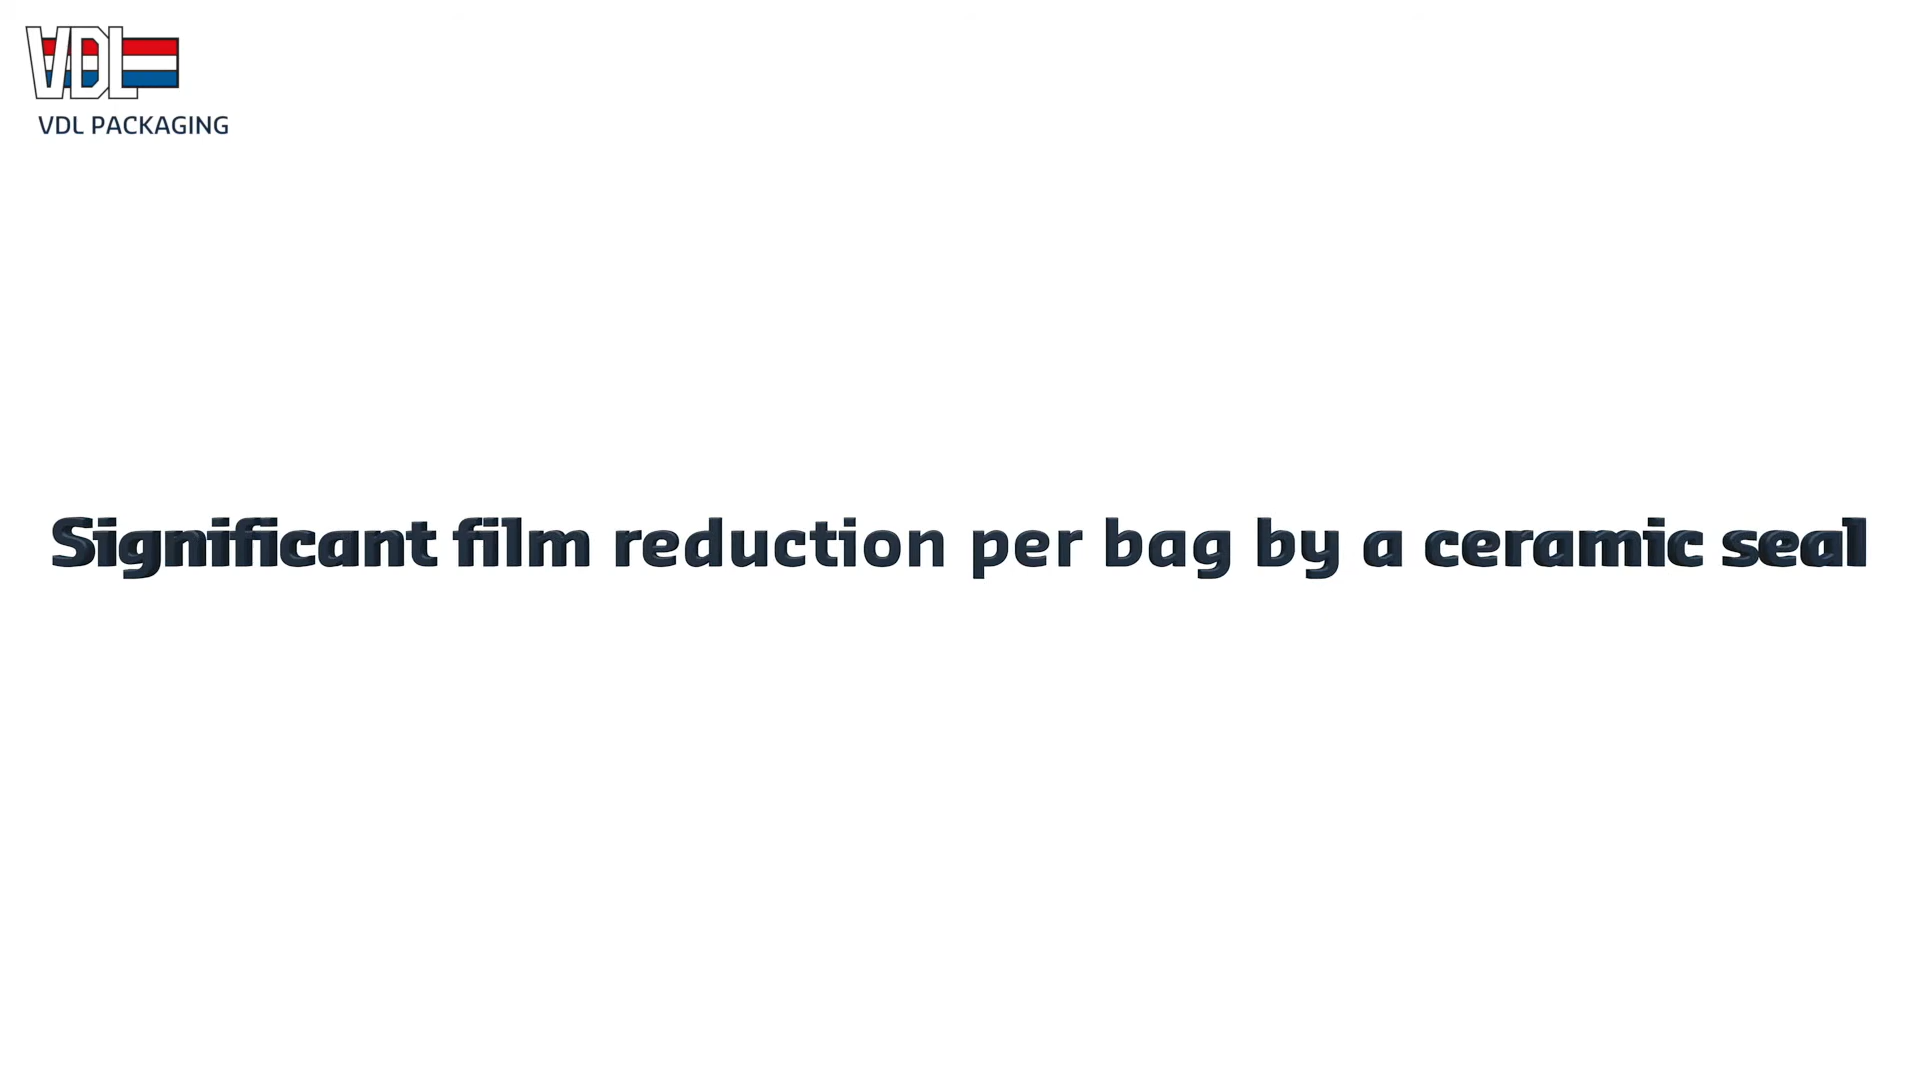 VDL
VDL PACKAGING
Significant film reduction per bag by a ceramic seal